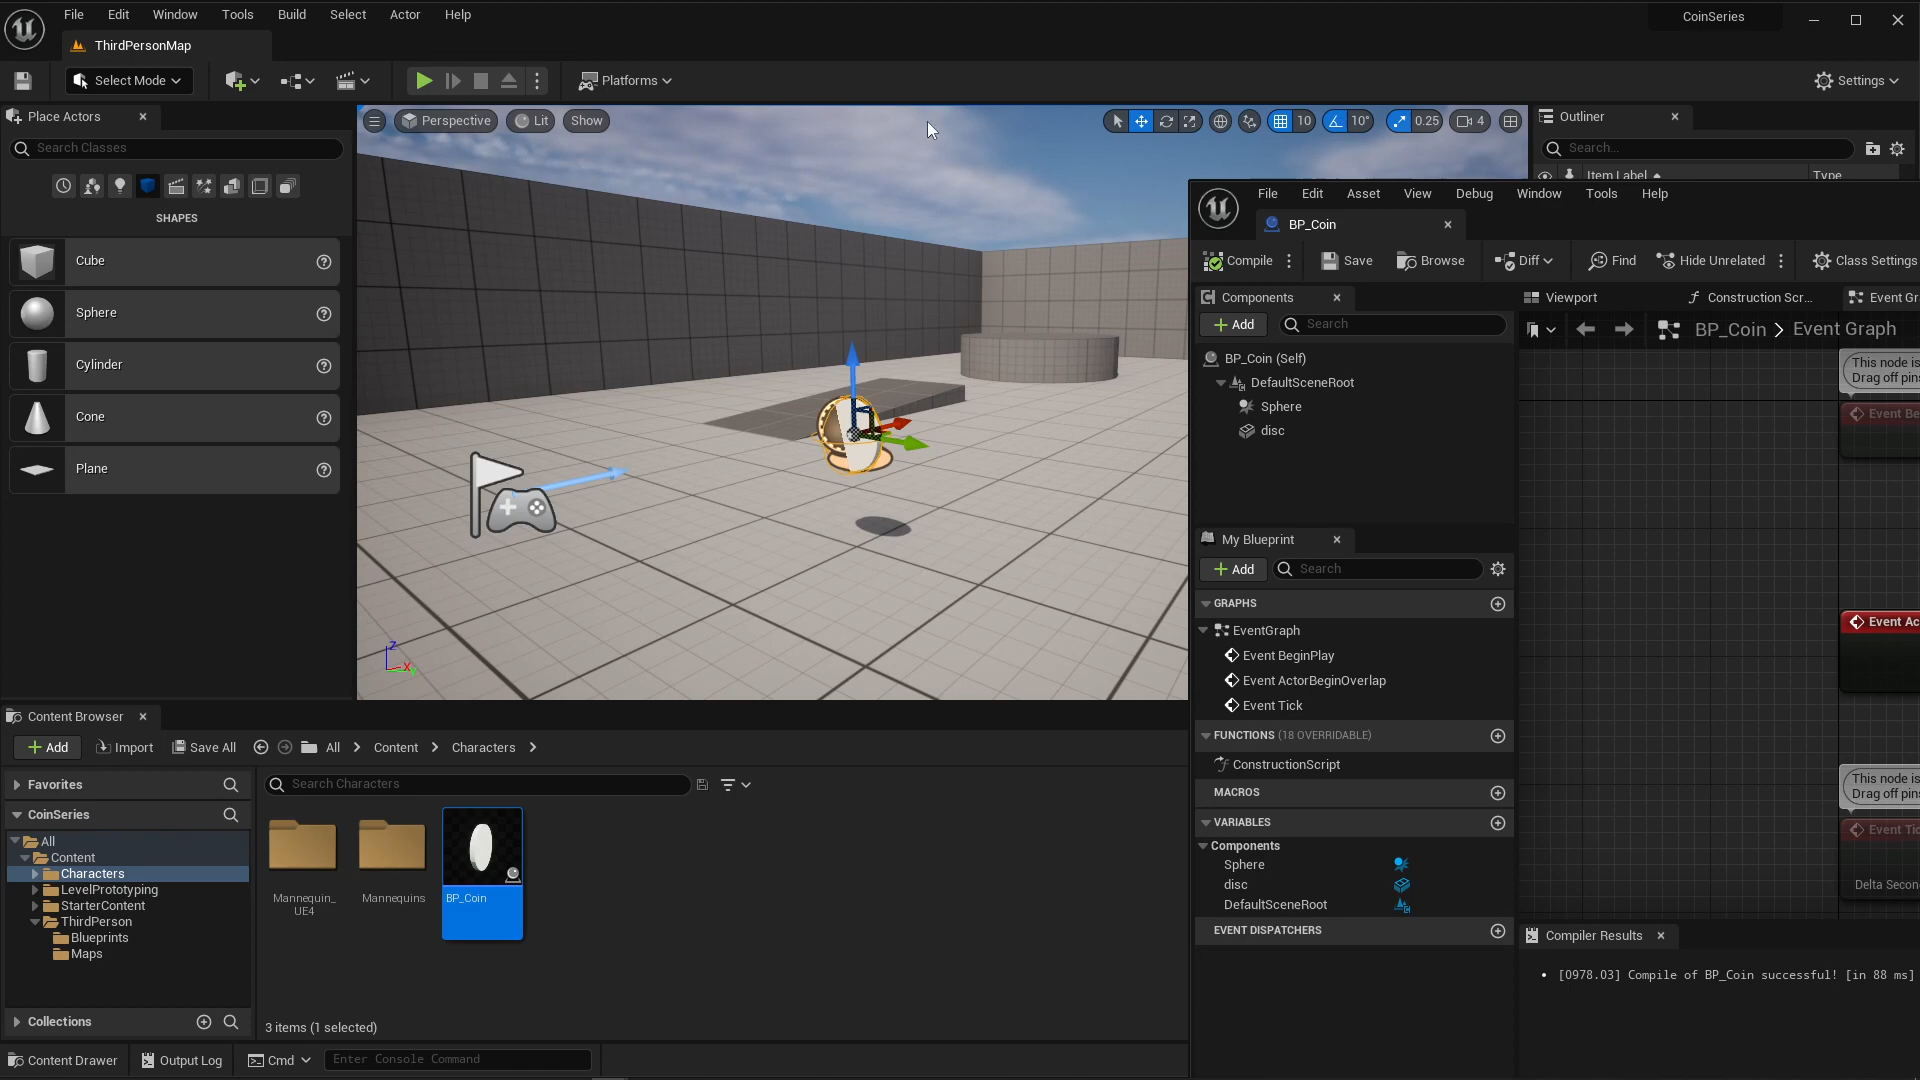 File Edit Window Tools Build Select Actor Help
CoinSeries
ThirdPersonMap
Select Mode
Platforms
Settings
Place Actors
Search Classes
SHAPES
Cube
Sphere
Cylinder
Cone
Plane
Perspective
Lit
Show
10
10°
0.25
4
Outliner
Search...
Item Label
Type
File Edit Asset View Debug Window Tools Help
BP_Coin
Compile
Save
Browse
Diff
Find
Hide Unrelated
Class Settings
Components
Add
Search
BP_Coin (Self)
DefaultSceneRoot
Sphere
disc
My Blueprint
Add
Search
GRAPHS
EventGraph
Event BeginPlay
Event ActorBeginOverlap
Event Tick
FUNCTIONS (18 OVERRIDABLE)
ConstructionScript
MACROS
VARIABLES
Components
Sphere
disc
DefaultSceneRoot
EVENT DISPATCHERS
Viewport
Construction Scr...
Event Gr
BP_Coin > Event Graph
This node is
Drag off pins
Event Be
Event Ac
This node is
Drag off pins
Event Tic
Delta Secon
Compiler Results
[0978.03] Compile of BP_Coin successful! [in 88 ms]
Z
X
Content Browser
Add
Import
Save All
All > Content > Characters >
Favorites
CoinSeries
All
Content
Characters
LevelPrototyping
StarterContent
ThirdPerson
Blueprints
Maps
Collections
Search Characters
Mannequin_
UE4
Mannequins
BP_Coin
3 items (1 selected)
Content Drawer
Output Log
Cmd
Enter Console Command